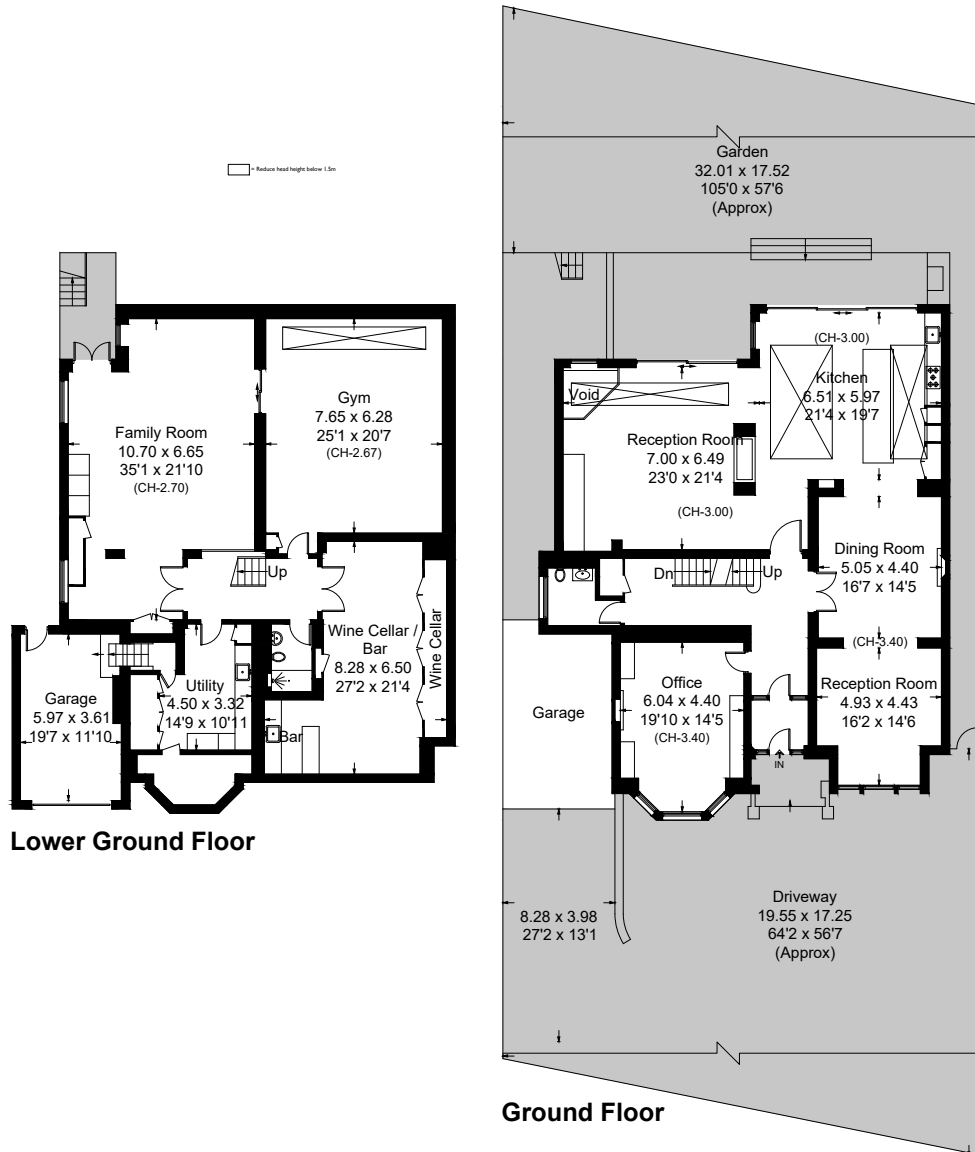 = Reduce head height below 1.5m
Family Room
10.70 x 6.65
35'1 x 21'10
(CH-2.70)
Gym
7.65 x 6.28
25'1 x 20'7
(CH-2.67)
Up
Wine Cellar /
Bar
8.28 x 6.50
27'2 x 21'4
Wine Cellar
Garage
5.97 x 3.61
19'7 x 11'10
Utility
4.50 x 3.32
14'9 x 10'11
Bar
Lower Ground Floor
Garden
32.01 x 17.52
105'0 x 57'6
(Approx)
(CH-3.00)
Kitchen
6.51 x 5.97
21'4 x 19'7
Void
Reception Room
7.00 x 6.49
23'0 x 21'4
(CH-3.00)
Dn
Up
Dining Room
5.05 x 4.40
16'7 x 14'5
(CH-3.40)
Reception Room
4.93 x 4.43
16'2 x 14'6
Office
6.04 x 4.40
19'10 x 14'5
(CH-3.40)
Garage
IN
8.28 x 3.98
27'2 x 13'1
Driveway
19.55 x 17.25
64'2 x 56'7
(Approx)
Ground Floor